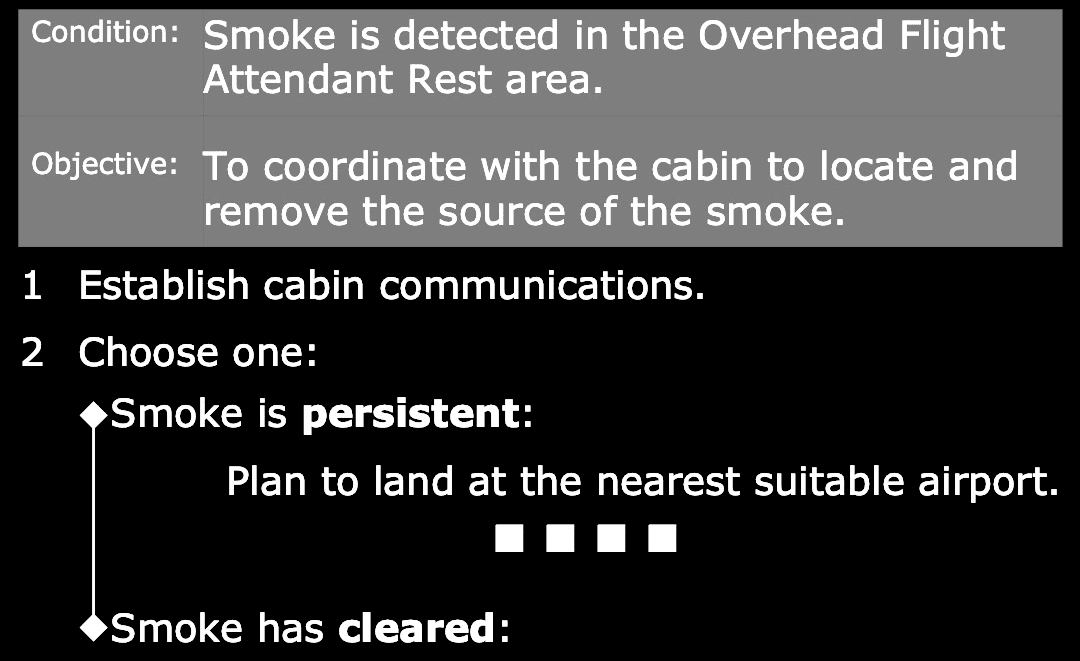 Condition: Smoke is detected in the Overhead Flight
Attendant Rest area.
Objective: To coordinate with the cabin to locate and
remove the source of the smoke.
1 Establish cabin communications.
2 Choose one:
Smoke is persistent:
Plan to land at the nearest suitable airport.
Smoke has cleared: